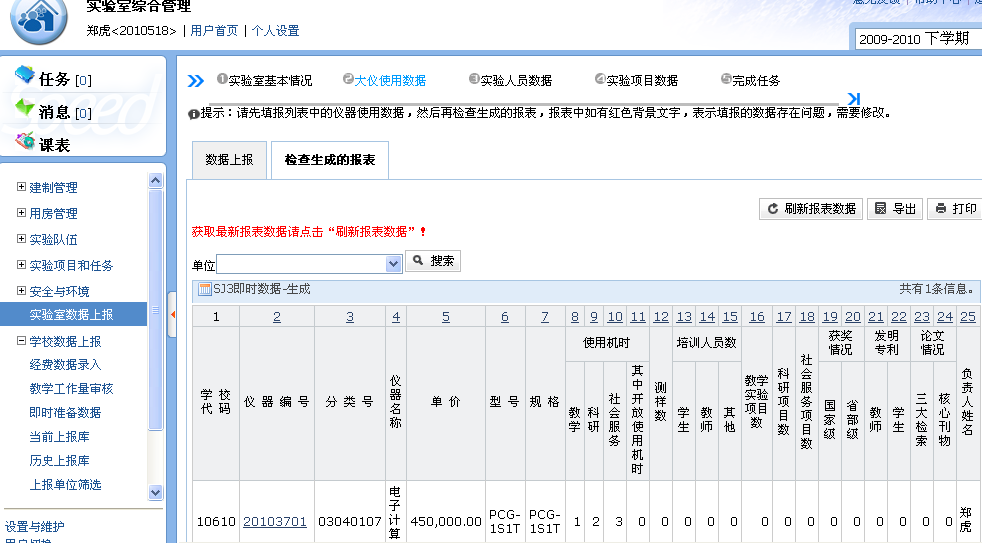 实验室综合管理
郑虎<2010518> | 用户首页 | 个人设置
意见反馈 | 帮助中心 |
2009-2010 下学期
任务 [0]
消息 [0]
课表
建制管理
用房管理
实验队伍
实验项目和任务
安全与环境
实验室数据上报
学校数据上报
经费数据录入
教学工作量审核
即时准备数据
当前上报库
历史上报库
上报单位筛选
设置与维护
用户切换
1实验室基本情况 2大仪使用数据 3实验人员数据 4实验项目数据 5完成任务
提示：请先填报列表中的仪器使用数据，然后再检查生成的报表，报表中如有红色背景文字，表示填报的数据存在问题，需要修改。
数据上报 检查生成的报表
刷新报表数据 导出 打印
获取最新报表数据请点击“刷新报表数据”！
单位 搜索
SJ3即时数据-生成 共有1条信息。
1 2 3 4 5 6 7 8 9 10 11 12 13 14 15 16 17 18 19 20 21 22 23 24 25
学校代码 仪器编号 分类号 仪器名称 单价 型号 规格 使用机时 测样数 培训人员数 教学实验项目数 科研项目数 社会服务项目数 获奖情况 发明专利 论文情况 负责人姓名
教学 科研 社会服务 其中开放使用机时 学生 教师 其他 国家级 省部级 教师 学生 三大检索 核心刊物
10610 20103701 03040107 电子计算 450,000.00 PCG-1S1T PCG-1S1T 1 2 3 0 0 0 0 0 0 0 0 0 0 0 0 0 0 郑虎